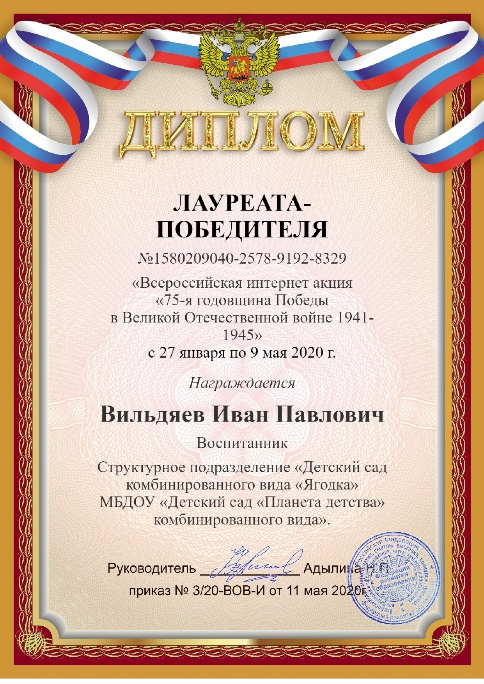 ДИПЛОМ
ЛАУРЕАТА-
ПОБЕДИТЕЛЯ
№1580209040-2578-9192-8329
«Всероссийская интернет акция
«75-я годовщина Победы
в Великой Отечественной войне 1941-
1945»
с 27 января по 9 мая 2020 г.
Награждается
Вильдяев Иван Павлович
Воспитанник
Структурное подразделение «Детский сад
комбинированного вида «Ягодка»
МБДОУ «Детский сад «Планета детства»
комбинированного вида».
Руководитель Адылина Н.П.
приказ № 3/20-ВОВ-И от 11 мая 2020г.